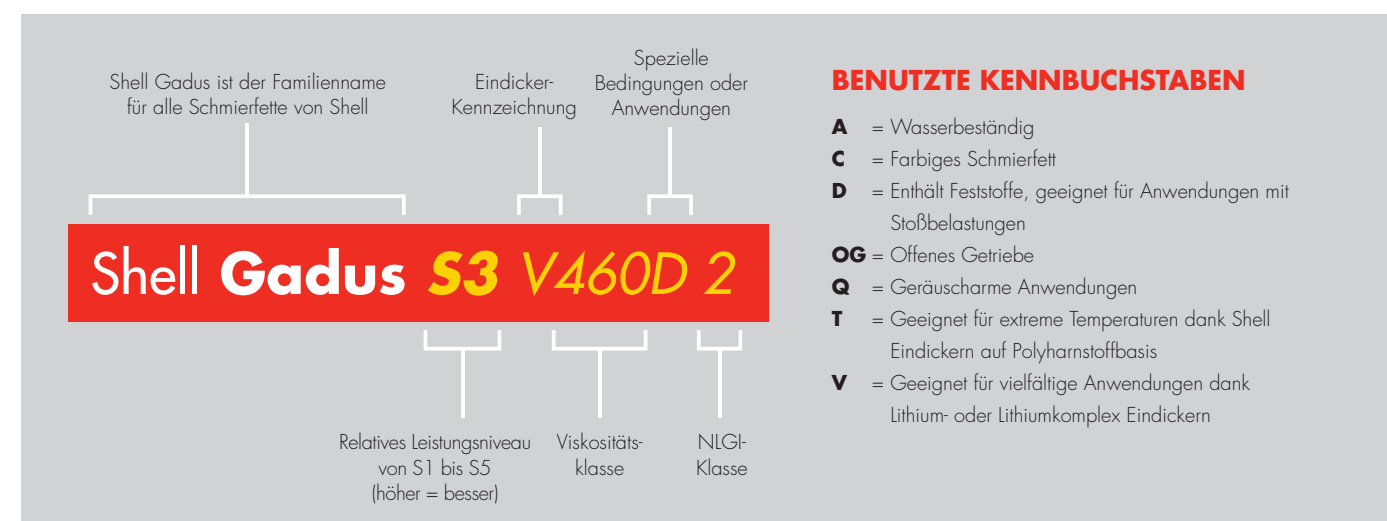 Shell Gadus ist der Familienname
für alle Schmierfette von Shell
Eindicker-
Kennzeichnung
Spezielle
Bedingungen oder
Anwendungen
Shell Gadus S3 V460D 2
Relatives Leistungsniveau
von S1 bis S5
(höher = besser)
Viskositäts-
klasse
NLGI-
Klasse
BENUTZTE KENNBUCHSTABEN
A = Wasserbeständig
C = Farbiges Schmierfett
D = Enthält Feststoffe, geeignet für Anwendungen mit
Stoßbelastungen
OG = Offenes Getriebe
Q = Geräuscharme Anwendungen
T = Geeignet für extreme Temperaturen dank Shell
Eindickern auf Polyharnstoffbasis
V = Geeignet für vielfältige Anwendungen dank
Lithium- oder Lithiumkomplex Eindickern